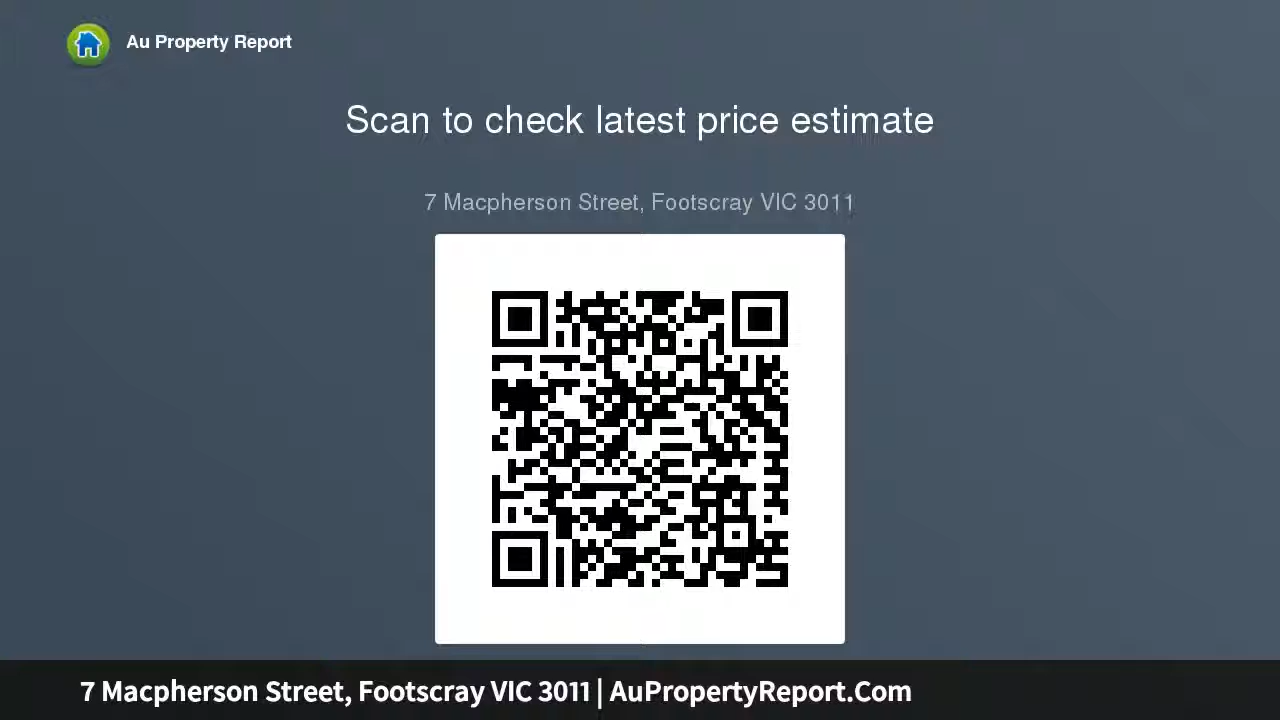 Au Property Report
Scan to check latest price estimate
7 Macpherson Street, Footscray VIC 3011
7 Macpherson Street, Footscray VIC 3011 | AuPropertyReport.Com